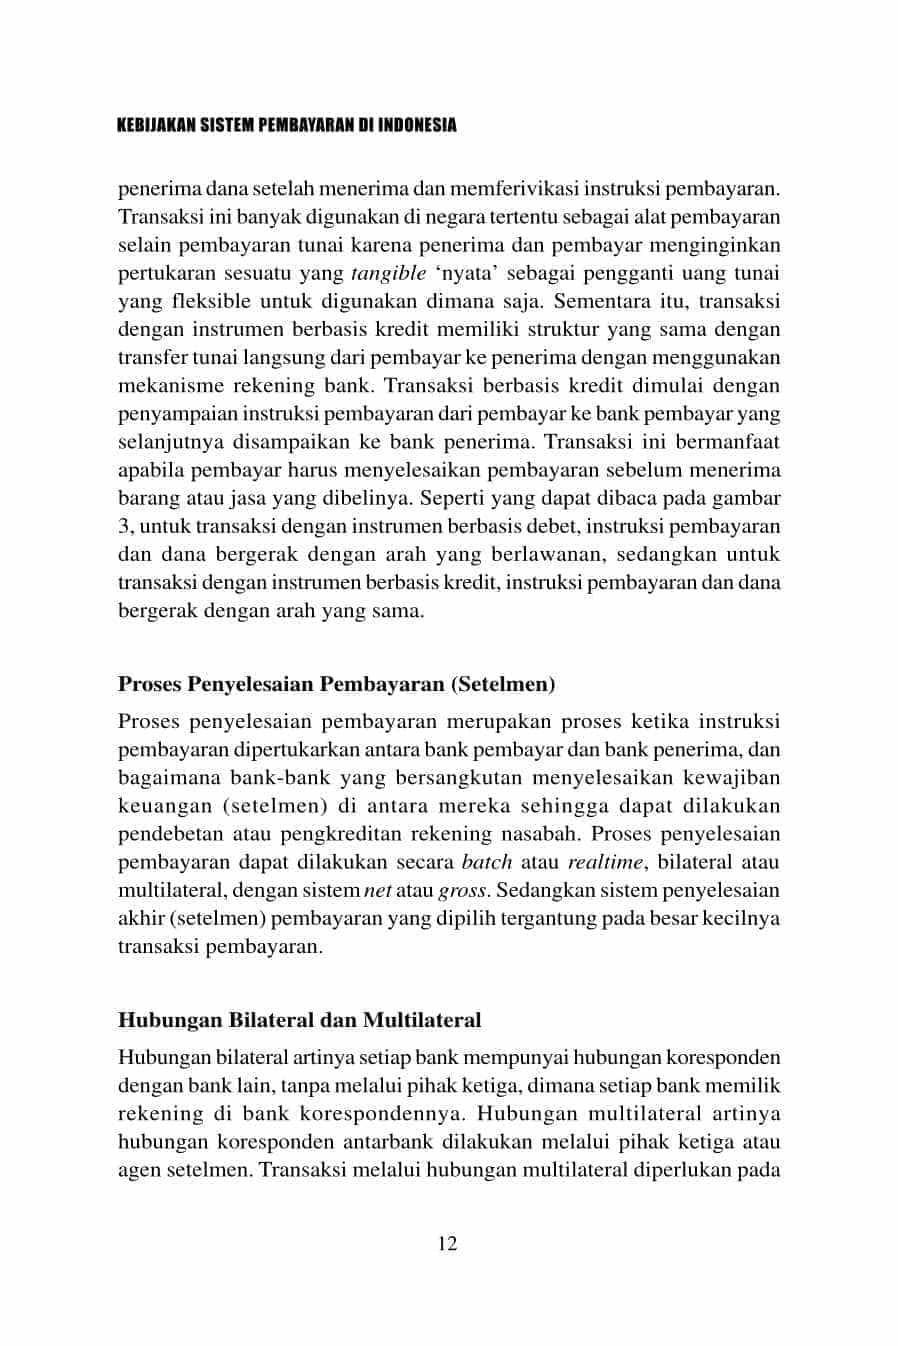 KEBIJAKAN SISTEM PEMBAYARAN DI INDONESIA
penerima dana setelah menerima dan memferivikasi instruksi pembayaran.
Transaksi ini banyak digunakan di negara tertentu sebagai alat pembayaran
selain pembayaran tunai karena penerima dan pembayar menginginkan
pertukaran sesuatu yang tangible ‘nyata’ sebagai pengganti uang tunai
yang fleksible untuk digunakan dimana saja. Sementara itu, transaksi
dengan instrumen berbasis kredit memiliki struktur yang sama dengan
transfer tunai langsung dari pembayar ke penerima dengan menggunakan
mekanisme rekening bank. Transaksi berbasis kredit dimulai dengan
penyampaian instruksi pembayaran dari pembayar ke bank pembayar yang
selanjutnya disampaikan ke bank penerima. Transaksi ini bermanfaat
apabila pembayar harus menyelesaikan pembayaran sebelum menerima
barang atau jasa yang dibelinya. Seperti yang dapat dibaca pada gambar
3, untuk transaksi dengan instrumen berbasis debet, instruksi pembayaran
dan dana bergerak dengan arah yang berlawanan, sedangkan untuk
transaksi dengan instrumen berbasis kredit, instruksi pembayaran dan dana
bergerak dengan arah yang sama.
Proses Penyelesaian Pembayaran (Setelmen)
Proses penyelesaian pembayaran merupakan proses ketika instruksi
pembayaran dipertukarkan antara bank pembayar dan bank penerima, dan
bagaimana bank-bank yang bersangkutan menyelesaikan kewajiban
keuangan (setelmen) di antara mereka sehingga dapat dilakukan
pendebetan atau pengkreditan rekening nasabah. Proses penyelesaian
pembayaran dapat dilakukan secara batch atau realtime, bilateral atau
multilateral, dengan sistem net atau gross. Sedangkan sistem penyelesaian
akhir (setelmen) pembayaran yang dipilih tergantung pada besar kecilnya
transaksi pembayaran.
Hubungan Bilateral dan Multilateral
Hubungan bilateral artinya setiap bank mempunyai hubungan koresponden
dengan bank lain, tanpa melalui pihak ketiga, dimana setiap bank memilik
rekening di bank korespondennya. Hubungan multilateral artinya
hubungan koresponden antarbank dilakukan melalui pihak ketiga atau
agen setelmen. Transaksi melalui hubungan multilateral diperlukan pada
12